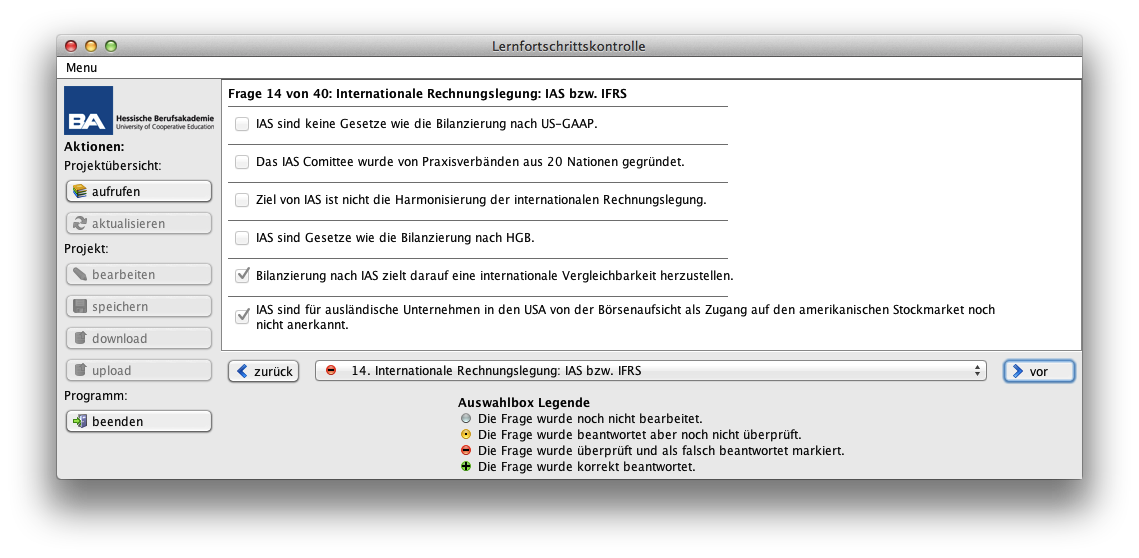 Lernfortschrittskontrolle
Menu
BA Hessische Berufsakademie
University of Cooperative Education
Aktionen:
Projektübersicht:
aufrufen
aktualisieren
Projekt:
bearbeiten
speichern
download
upload
Programm:
beenden
Frage 14 von 40: Internationale Rechnungslegung: IAS bzw. IFRS
IAS sind keine Gesetze wie die Bilanzierung nach US-GAAP.
Das IAS Comittee wurde von Praxisverbänden aus 20 Nationen gegründet.
Ziel von IAS ist nicht die Harmonisierung der internationalen Rechnungslegung.
IAS sind Gesetze wie die Bilanzierung nach HGB.
Bilanzierung nach IAS zielt darauf eine internationale Vergleichbarkeit herzustellen.
IAS sind für ausländische Unternehmen in den USA von der Börsenaufsicht als Zugang auf den amerikanischen Stockmarket noch
nicht anerkannt.
zurück
14. Internationale Rechnungslegung: IAS bzw. IFRS
vor
Auswahlbox Legende
Die Frage wurde noch nicht bearbeitet.
Die Frage wurde beantwortet aber noch nicht überprüft.
Die Frage wurde überprüft und als falsch beantwortet markiert.
Die Frage wurde korrekt beantwortet.